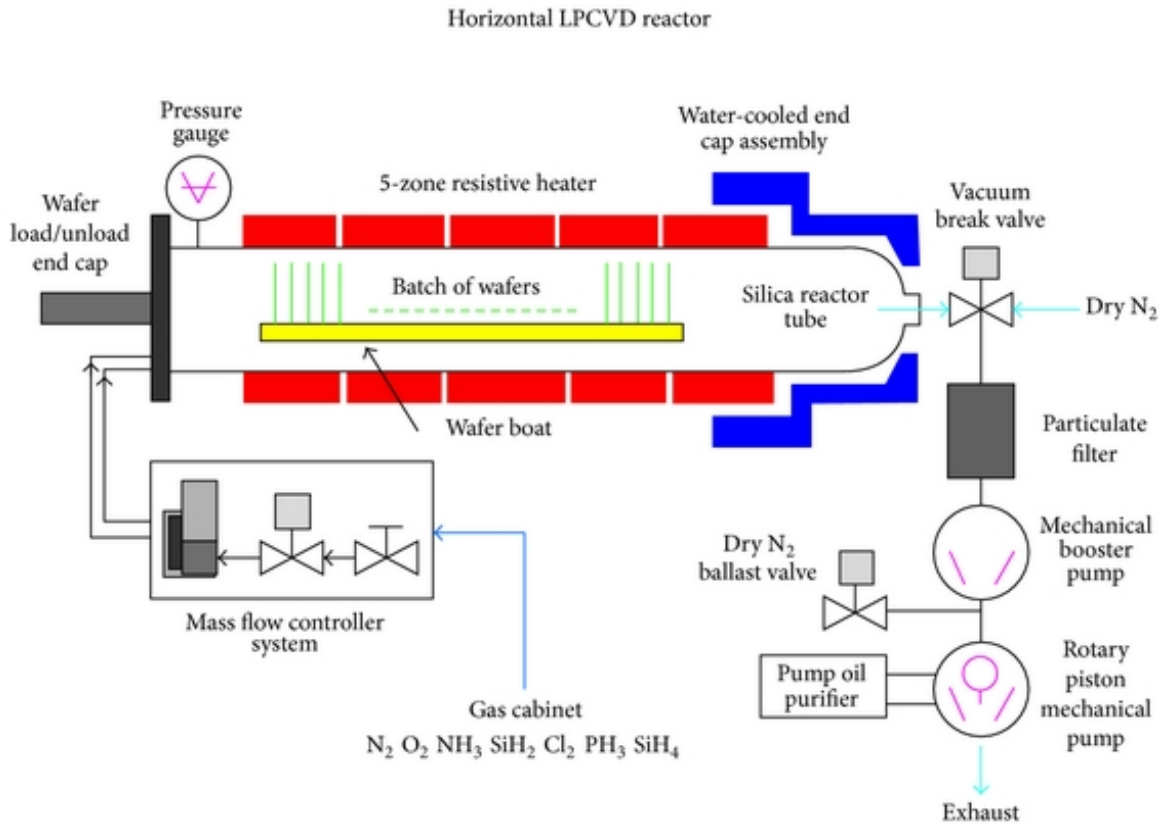 Horizontal LPCVD reactor
Pressure
gauge
Water-cooled end
cap assembly
5-zone resistive heater
Wafer
load/unload
end cap
Vacuum
break valve
Batch of wafers
Silica reactor
tube
Dry N₂
Wafer boat
Particulate
filter
Mechanical
booster
pump
Dry N₂
ballast valve
Mass flow controller
system
Rotary
piston
mechanical
pump
Pump oil
purifier
Gas cabinet
N₂ O₂ NH₃ SiH₂ Cl₂ PH₃ SiH₄
Exhaust